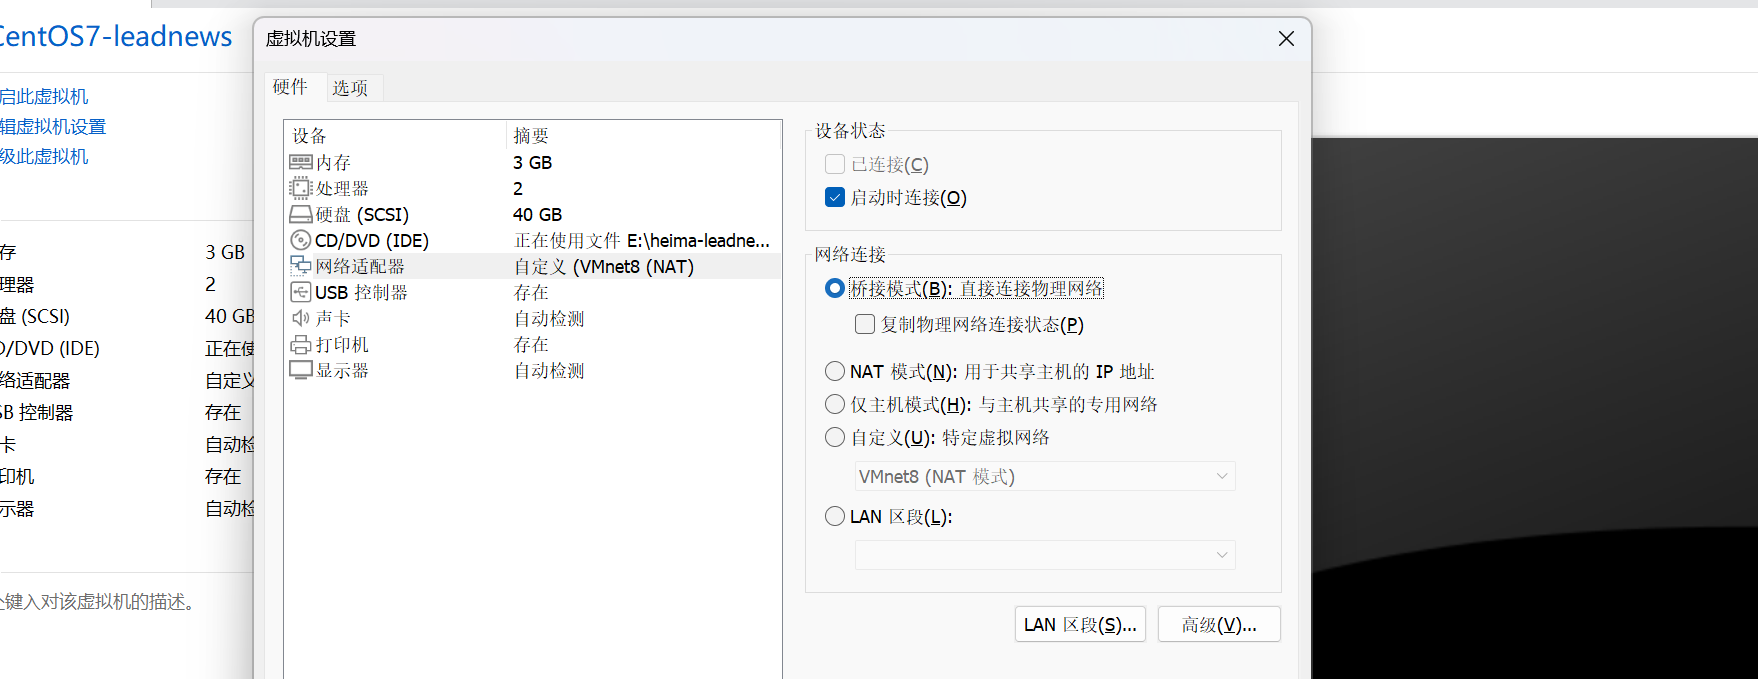 CentOS7-leadnews
启此虚拟机
辑虚拟机设置
级此虚拟机
存 3 GB
理器 2
盘 (SCSI) 40 GB
D/DVD (IDE) 正在使
络适配器 自定义
SB 控制器 存在
卡 自动检
印机 存在
示器 自动检
键入对该虚拟机的描述。
虚拟机设置
硬件 选项
设备 摘要
内存 3 GB
处理器 2
硬盘 (SCSI) 40 GB
CD/DVD (IDE) 正在使用文件 E:\heima-leadne...
网络适配器 自定义 (VMnet8 (NAT)
USB 控制器 存在
声卡 自动检测
打印机 存在
显示器 自动检测
设备状态
已连接(C)
启动时连接(O)
网络连接
桥接模式(B): 直接连接物理网络
复制物理网络连接状态(P)
NAT 模式(N): 用于共享主机的 IP 地址
仅主机模式(H): 与主机共享的专用网络
自定义(U): 特定虚拟网络
VMnet8 (NAT 模式)
LAN 区段(L):
LAN 区段(S)... 高级(V)...